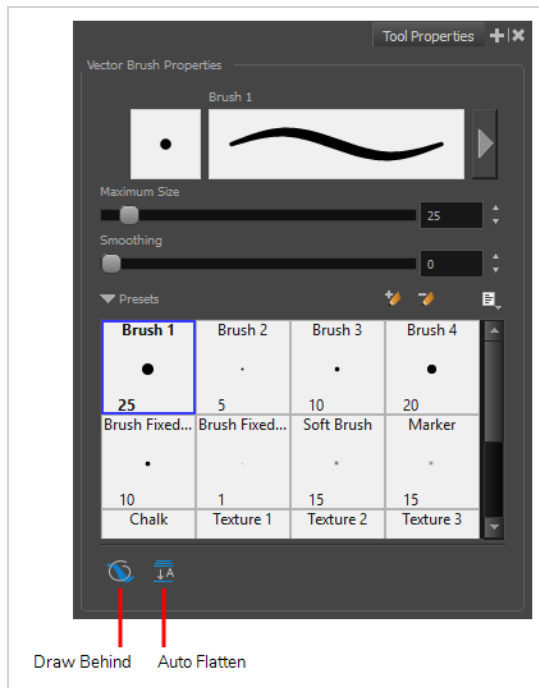 Tool Properties
Vector Brush Properties
Brush 1
Maximum Size
25
Smoothing
0
Presets
Brush 1 Brush 2 Brush 3 Brush 4
25 5 10 20
Brush Fixed... Brush Fixed... Soft Brush Marker
10 1 15 15
Chalk Texture 1 Texture 2 Texture 3
A
Draw Behind Auto Flatten